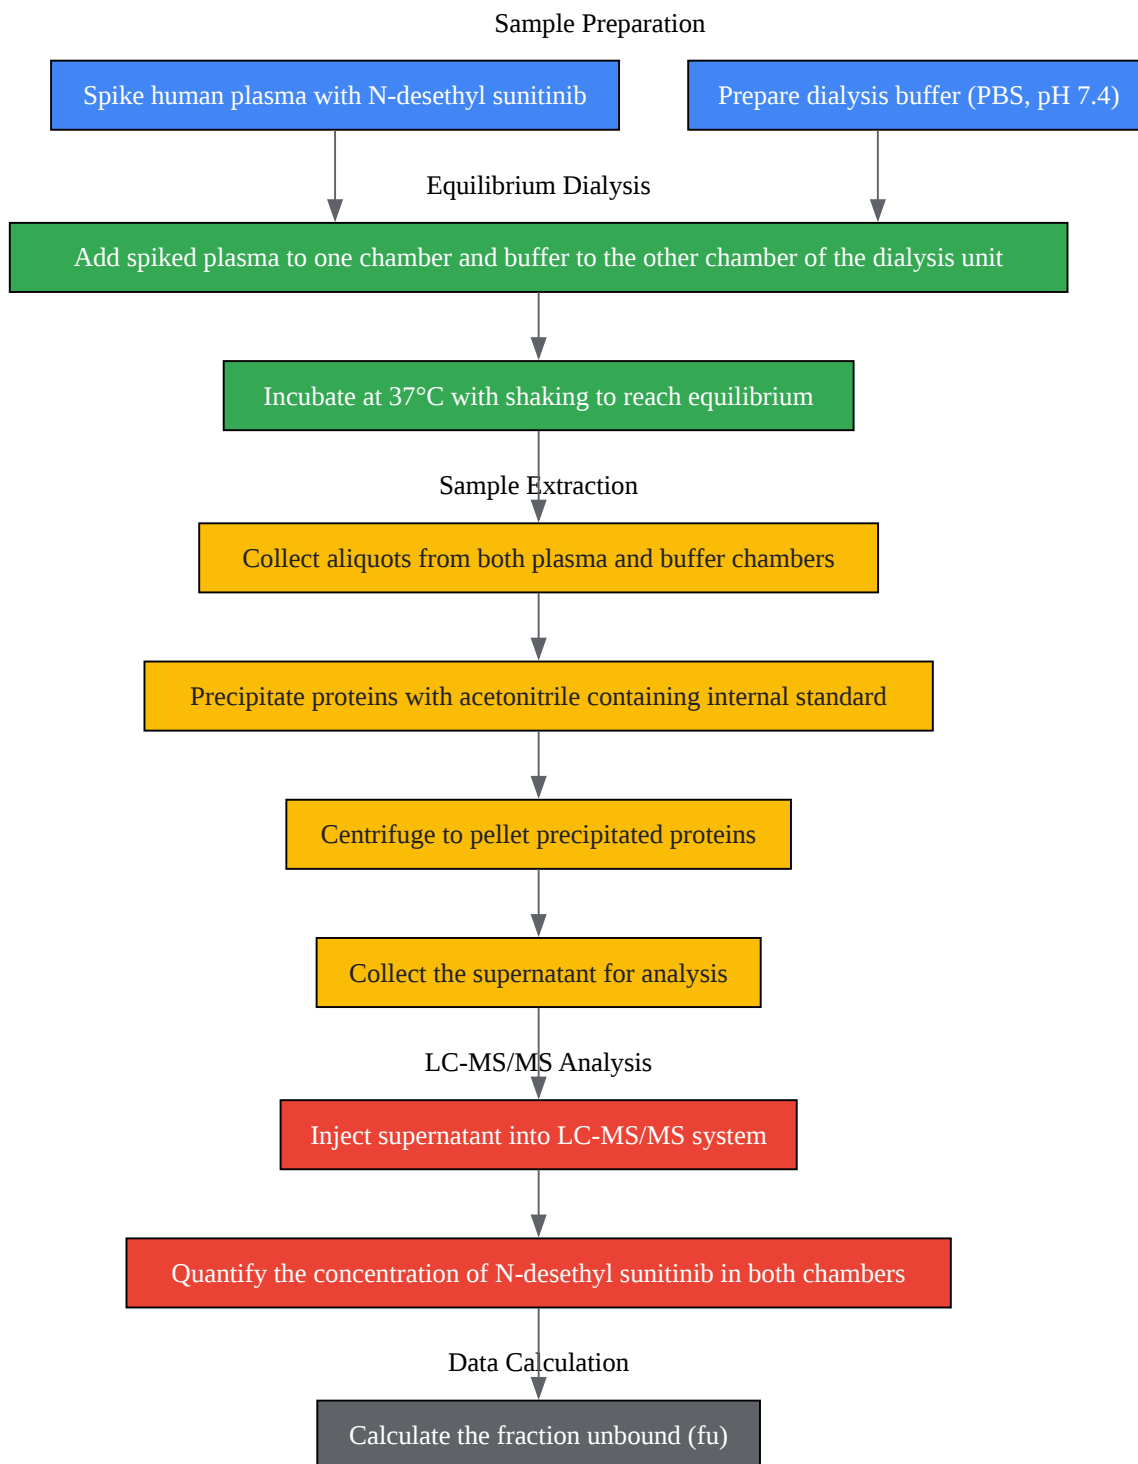 Sample Preparation
Spike human plasma with N-desethyl sunitinib
Prepare dialysis buffer (PBS, pH 7.4)
Equilibrium Dialysis
Add spiked plasma to one chamber and buffer to the other chamber of the dialysis unit
Incubate at 37°C with shaking to reach equilibrium
Sample Extraction
Collect aliquots from both plasma and buffer chambers
Precipitate proteins with acetonitrile containing internal standard
Centrifuge to pellet precipitated proteins
Collect the supernatant for analysis
LC-MS/MS Analysis
Inject supernatant into LC-MS/MS system
Quantify the concentration of N-desethyl sunitinib in both chambers
Data Calculation
Calculate the fraction unbound (fu)